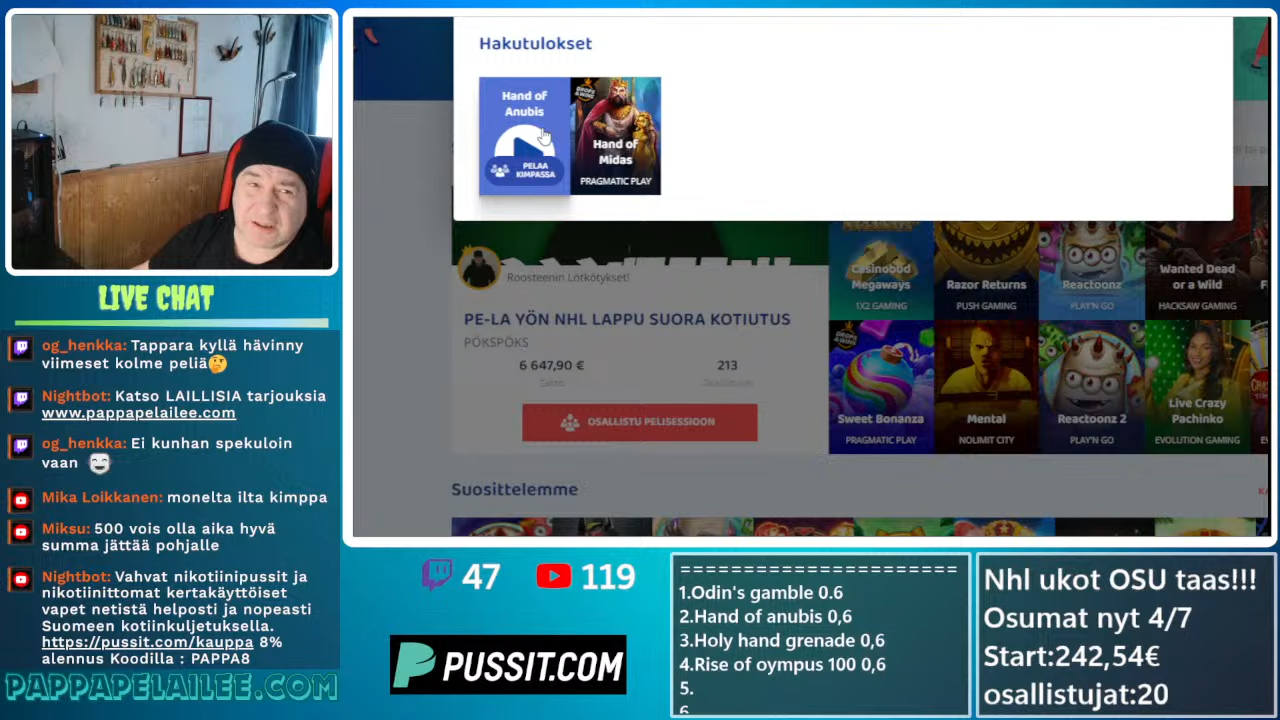 LIVE CHAT
og_henkka: Tappara kyllä hävinny
viimeset kolme peliä🤔
Nightbot: Katso LAILLISIA tarjouksia
www.pappapelailee.com
og_henkka: Ei kunhan spekuloin
vaan
Mika Loikkanen: monelta ilta kimppa
Miksu: 500 vois olla aika hyvä
summa jättää pohjalle
Nightbot: Vahvat nikotiinipussit ja
nikotiinittomat kertakäyttöiset
vapet netistä helposti ja nopeasti
Suomeen kotiinkuljetuksella.
https://pussit.com/kauppa 8%
alennus Koodilla : PAPPA8
PAPPAPELAILEE.COM
Hakutulokset
Hand of
Anubis
PELAA
KIMPASSA
DROPS
& WINS
Hand of
Midas
PRAGMATIC PLAY
Roosteenin Lötkötykset!
PE-LA YÖN NHL LAPPU SUORA KOTIUTUS
PÖKSPÖKS
6 647,90 €
213
OSALLISTU PELISESSIOON
Casinobud
Megaways
1X2 GAMING
Razor Returns
PUSH GAMING
Reactoonz
PLAY'N GO
Wanted Dead
or a Wild
HACKSAW GAMING
Sweet Bonanza
PRAGMATIC PLAY
Mental
NOLIMIT CITY
Reactoonz 2
PLAY'N GO
Live Crazy
Pachinko
EVOLUTION GAMING
Suosittelemme
47
119
PUSSIT.COM
======================
1.Odin's gamble 0.6
2.Hand of anubis 0,6
3.Holy hand grenade 0,6
4.Rise of oympus 100 0,6
5.
6
Nhl ukot OSU taas!!!
Osumat nyt 4/7
Start:242,54€
osallistujat:20